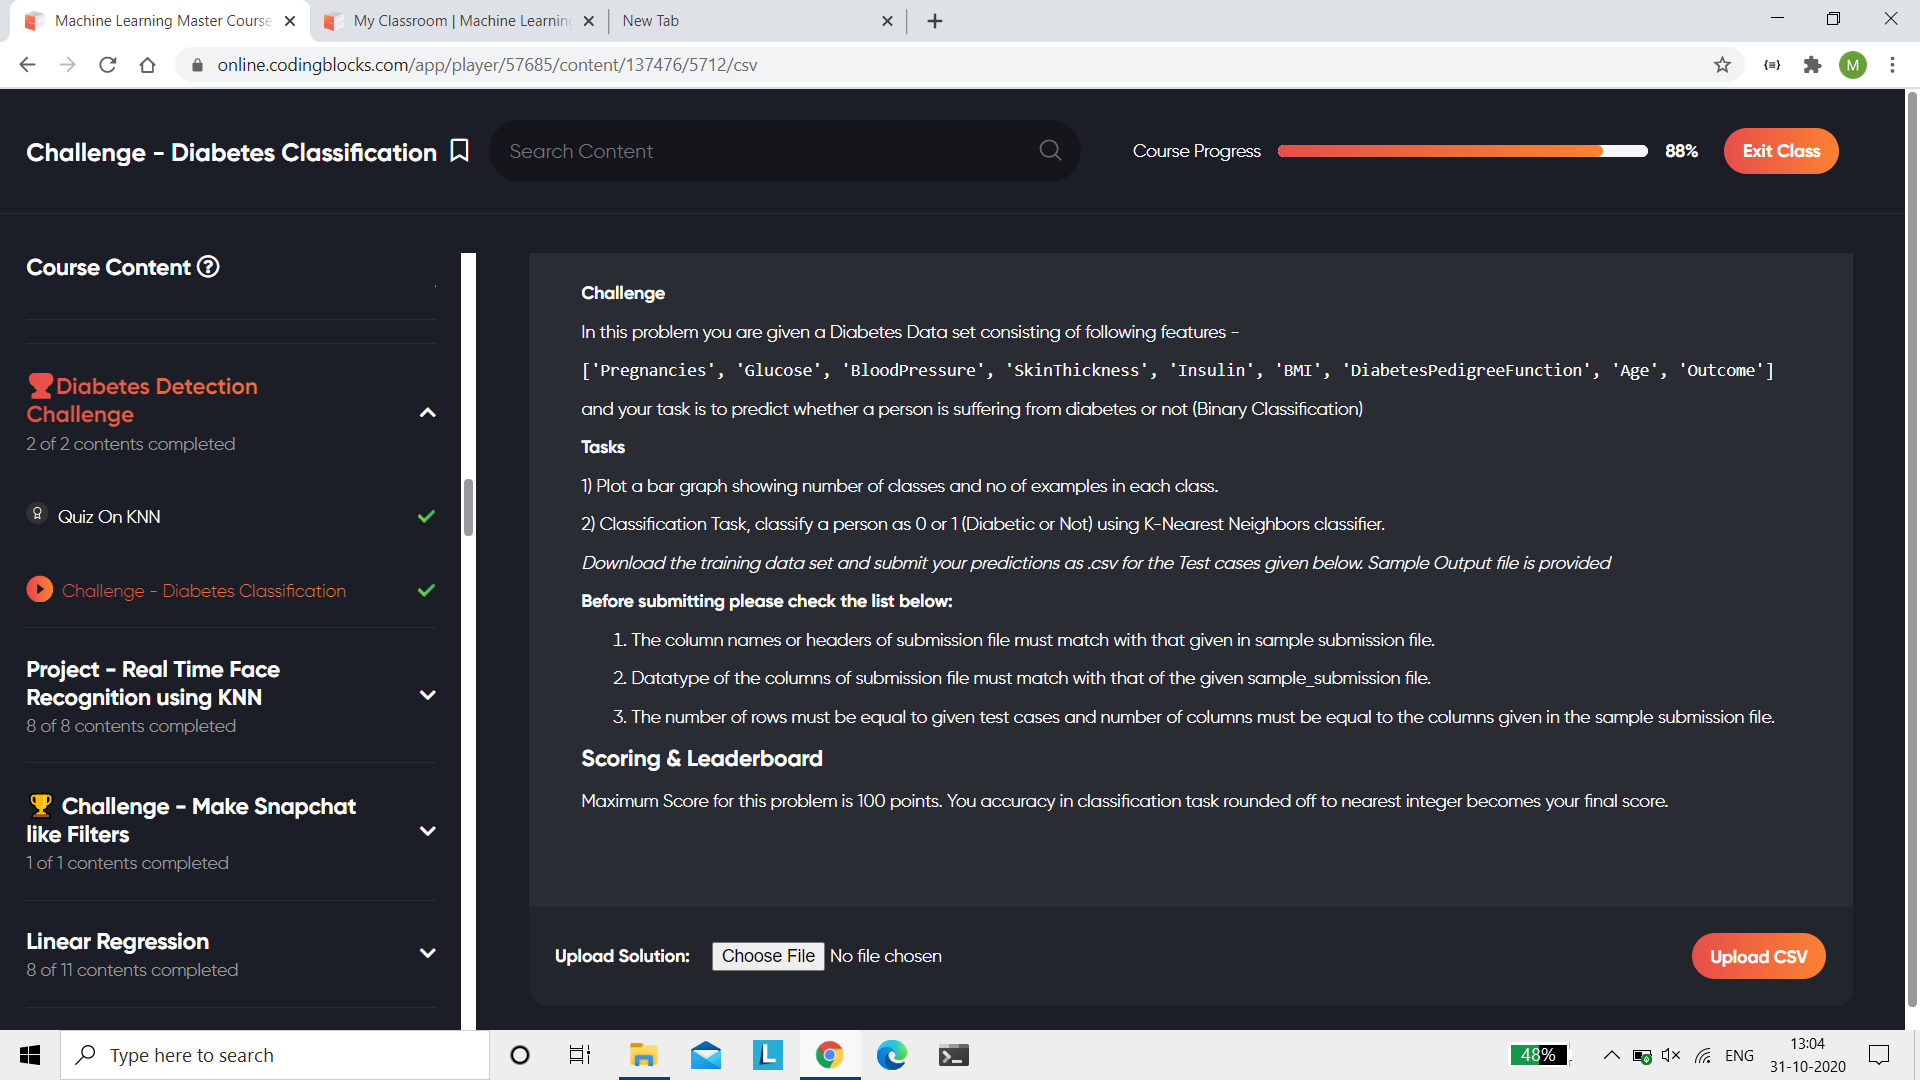 Machine Learning Master Course
My Classroom | Machine Learning
New Tab
online.codingblocks.com/app/player/57685/content/137476/5712/csv
M
Challenge - Diabetes Classification
Search Content
Course Progress
88%
Exit Class
Course Content
Diabetes Detection
Challenge
2 of 2 contents completed
Quiz On KNN
Challenge - Diabetes Classification
Project - Real Time Face
Recognition using KNN
8 of 8 contents completed
Challenge - Make Snapchat
like Filters
1 of 1 contents completed
Linear Regression
8 of 11 contents completed
Challenge
In this problem you are given a Diabetes Data set consisting of following features -
['Pregnancies', 'Glucose', 'BloodPressure', 'SkinThickness', 'Insulin', 'BMI', 'DiabetesPedigreeFunction', 'Age', 'Outcome']
and your task is to predict whether a person is suffering from diabetes or not (Binary Classification)
Tasks
1) Plot a bar graph showing number of classes and no of examples in each class.
2) Classification Task, classify a person as 0 or 1 (Diabetic or Not) using K-Nearest Neighbors classifier.
Download the training data set and submit your predictions as .csv for the Test cases given below. Sample Output file is provided
Before submitting please check the list below:
1. The column names or headers of submission file must match with that given in sample submission file.
2. Datatype of the columns of submission file must match with that of the given sample_submission file.
3. The number of rows must be equal to given test cases and number of columns must be equal to the columns given in the sample submission file.
Scoring & Leaderboard
Maximum Score for this problem is 100 points. You accuracy in classification task rounded off to nearest integer becomes your final score.
Upload Solution:
Choose File
No file chosen
Upload CSV
Type here to search
L
48%
ENG
13:04
31-10-2020